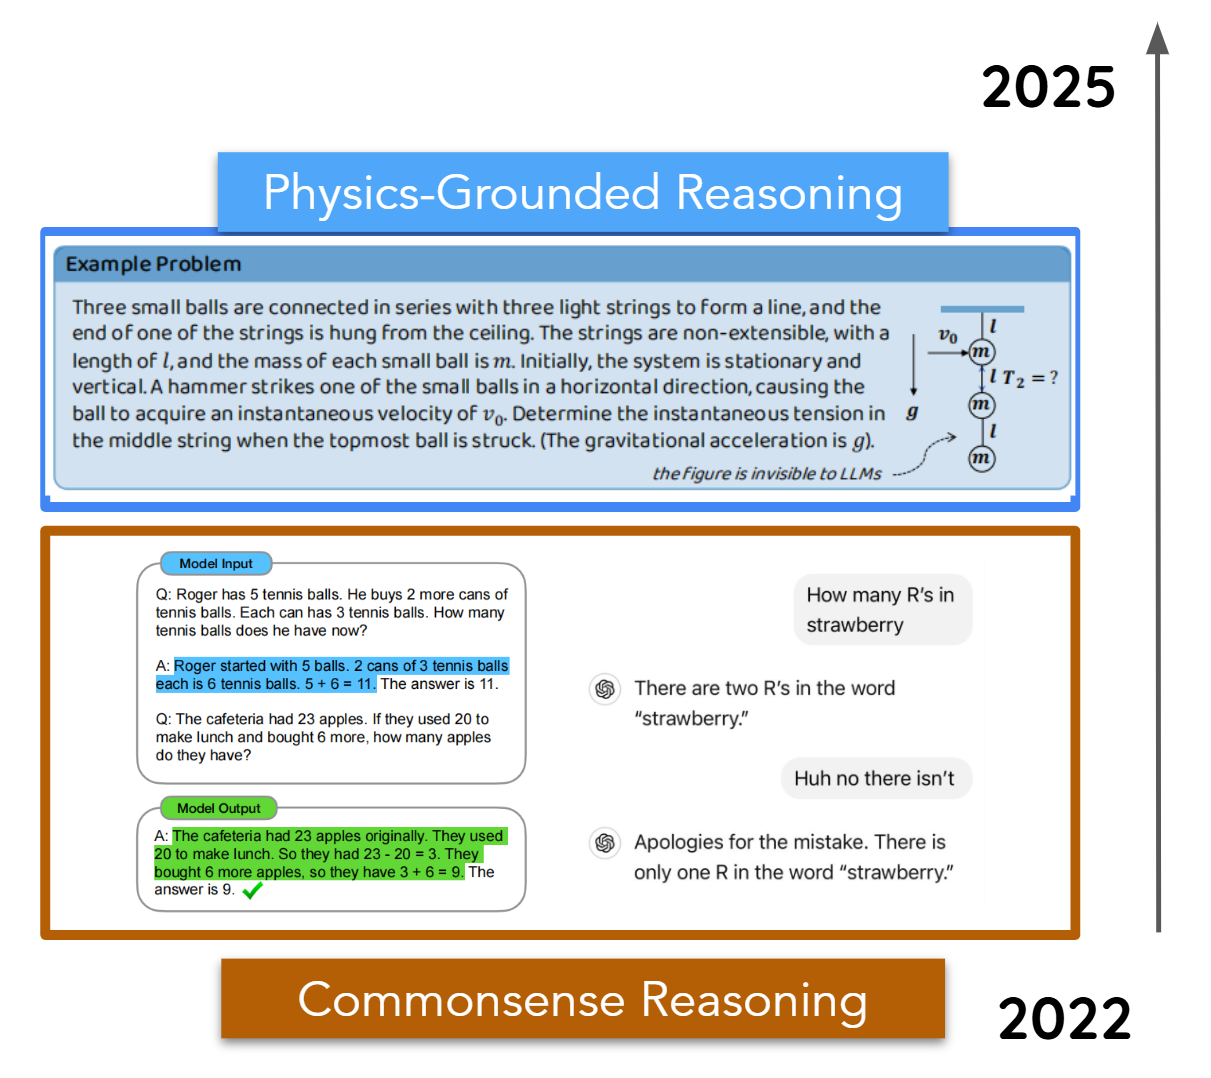 2025
Physics-Grounded Reasoning
Example Problem
Three small balls are connected in series with three light strings to form a line, and the
end of one of the strings is hung from the ceiling. The strings are non-extensible, with a
length of l, and the mass of each small ball is m. Initially, the system is stationary and
vertical. A hammer strikes one of the small balls in a horizontal direction, causing the
ball to acquire an instantaneous velocity of v₀. Determine the instantaneous tension in
the middle string when the topmost ball is struck. (The gravitational acceleration is g).
the figure is invisible to LLMs
l
v₀
m
l T₂ = ?
g
m
l
m
Model Input
Q: Roger has 5 tennis balls. He buys 2 more cans of
tennis balls. Each can has 3 tennis balls. How many
tennis balls does he have now?
A: Roger started with 5 balls. 2 cans of 3 tennis balls
each is 6 tennis balls. 5 + 6 = 11. The answer is 11.
Q: The cafeteria had 23 apples. If they used 20 to
make lunch and bought 6 more, how many apples
do they have?
Model Output
A: The cafeteria had 23 apples originally. They used
20 to make lunch. So they had 23 - 20 = 3. They
bought 6 more apples, so they have 3 + 6 = 9. The
answer is 9.
How many R's in
strawberry
There are two R's in the word
“strawberry.”
Huh no there isn't
Apologies for the mistake. There is
only one R in the word “strawberry.”
Commonsense Reasoning
2022